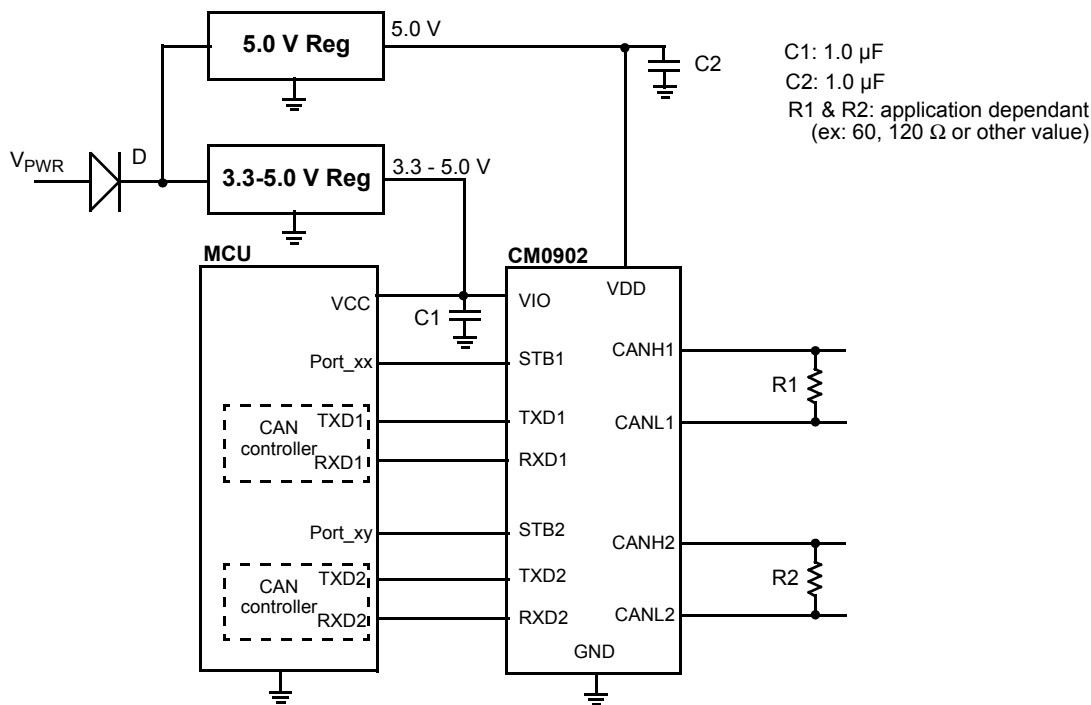 5.0 V Reg
5.0 V
C2
C1: 1.0 µF
C2: 1.0 µF
R1 & R2: application dependant
(ex: 60, 120 Ω or other value)
VPWR
D
3.3-5.0 V Reg
3.3 - 5.0 V
MCU
CM0902
VCC
C1
VIO
VDD
Port_xx
STB1
CANH1
R1
CAN
controller
TXD1
TXD1
CANL1
RXD1
RXD1
Port_xy
STB2
CANH2
CAN
controller
TXD2
TXD2
R2
RXD2
RXD2
CANL2
GND